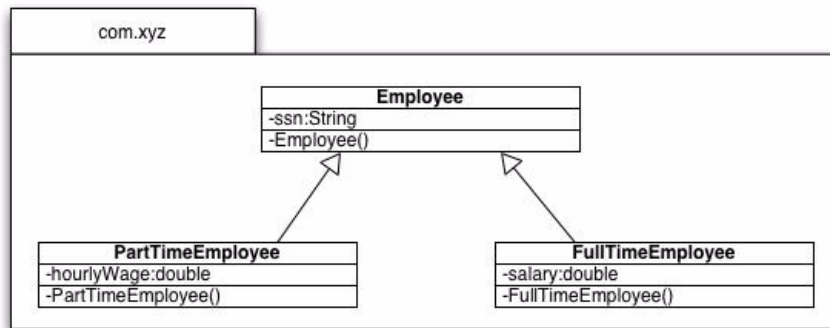 com.xyz
Employee
-ssn:String
-Employee()
PartTimeEmployee
-hourlyWage:double
-PartTimeEmployee()
FullTimeEmployee
-salary:double
-FullTimeEmployee()